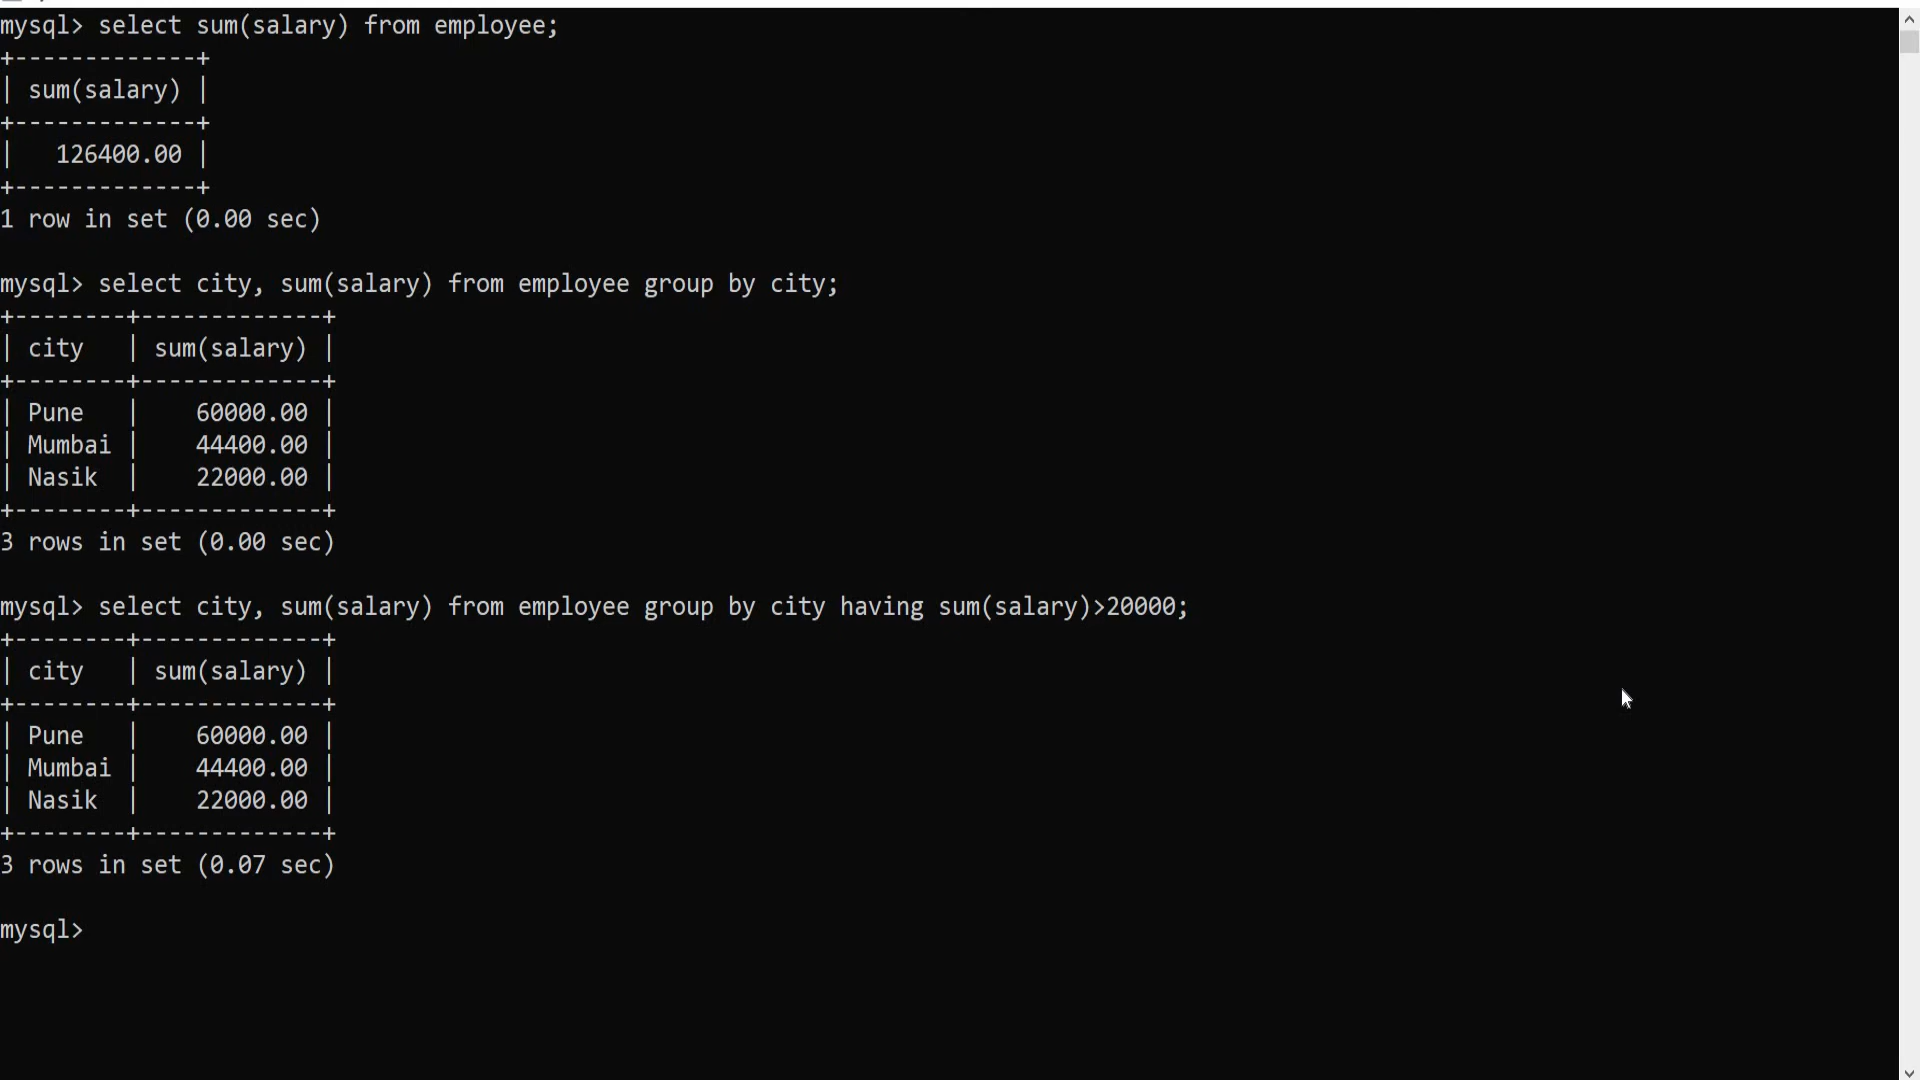 mysql> select sum(salary) from employee;
+-------------+
| sum(salary) |
+-------------+
|   126400.00 |
+-------------+
1 row in set (0.00 sec)

mysql> select city, sum(salary) from employee group by city;
+--------+-------------+
| city   | sum(salary) |
+--------+-------------+
| Pune   |    60000.00 |
| Mumbai |    44400.00 |
| Nasik  |    22000.00 |
+--------+-------------+
3 rows in set (0.00 sec)

mysql> select city, sum(salary) from employee group by city having sum(salary)>20000;
+--------+-------------+
| city   | sum(salary) |
+--------+-------------+
| Pune   |    60000.00 |
| Mumbai |    44400.00 |
| Nasik  |    22000.00 |
+--------+-------------+
3 rows in set (0.07 sec)

mysql>